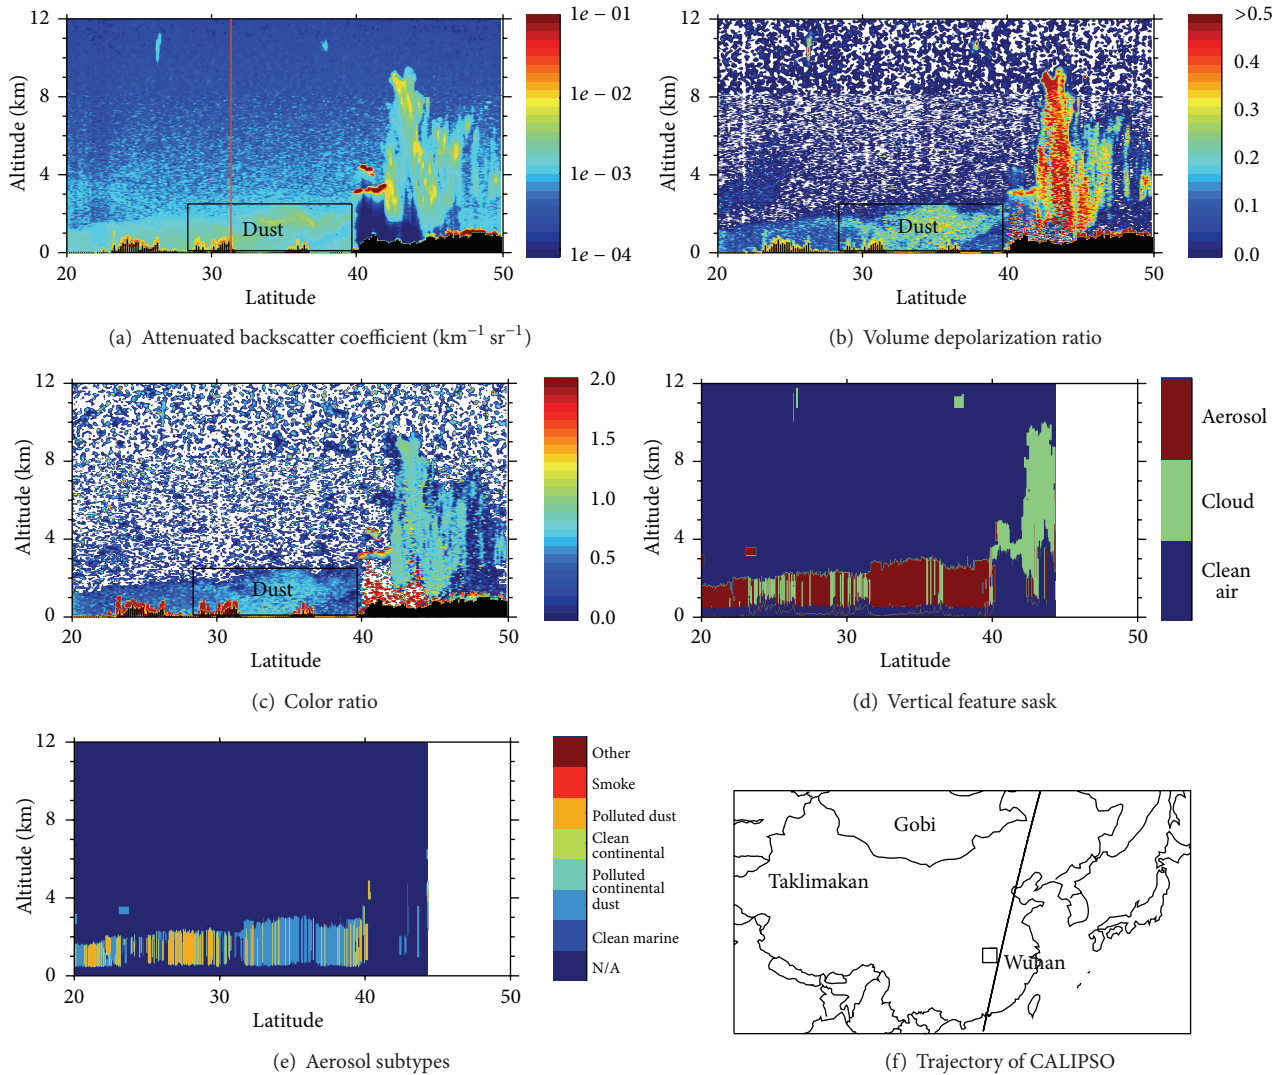 12
8
4
0
Altitude (km)
20
30
40
50
Latitude
Dust
1e − 01
1e − 02
1e − 03
1e − 04
(a) Attenuated backscatter coefficient (km−1 sr−1)
12
8
4
0
Altitude (km)
20
30
40
50
Latitude
Dust
>0.5
0.4
0.3
0.2
0.1
0.0
(b) Volume depolarization ratio
12
8
4
0
Altitude (km)
20
30
40
50
Latitude
Dust
2.0
1.5
1.0
0.5
0.0
(c) Color ratio
12
8
4
0
Altitude (km)
20
30
40
50
Latitude
Aerosol
Cloud
Clean
air
(d) Vertical feature sask
12
8
4
0
Altitude (km)
20
30
40
50
Latitude
Other
Smoke
Polluted dust
Clean
continental
Polluted
continental
dust
Clean marine
N/A
(e) Aerosol subtypes
Gobi
Taklimakan
Wuhan
(f) Trajectory of CALIPSO